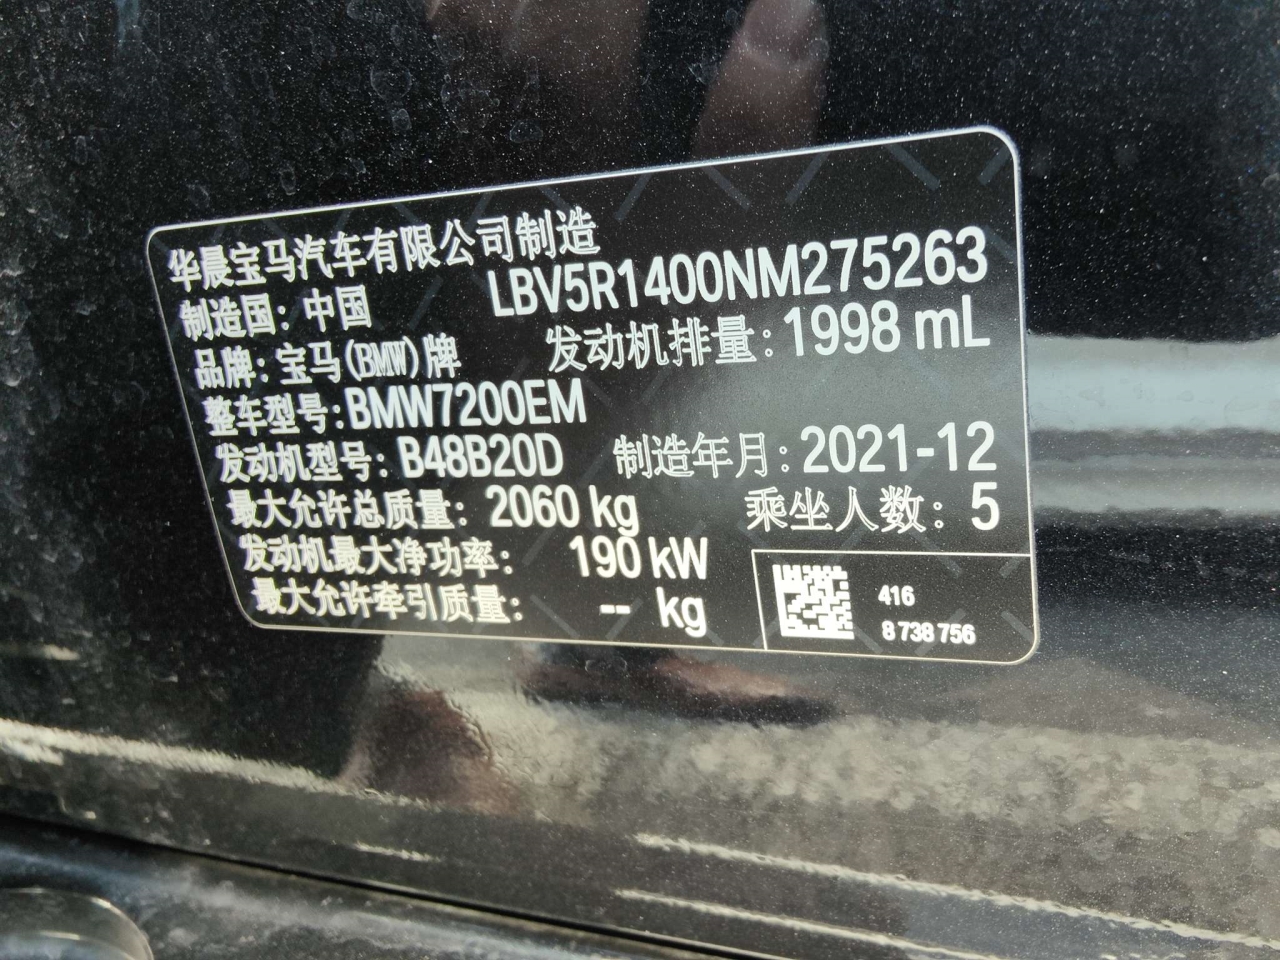 华晨宝马汽车有限公司制造
制造国：中国 LBV5R1400NM275263
品牌：宝马(BMW)牌 发动机排量：1998 mL
整车型号：BMW7200EM
发动机型号：B48B20D 制造年月：2021-12
最大允许总质量：2060 kg 乘坐人数：5
发动机最大净功率：190 kW
最大允许牵引质量：-- kg
416
8 738 756